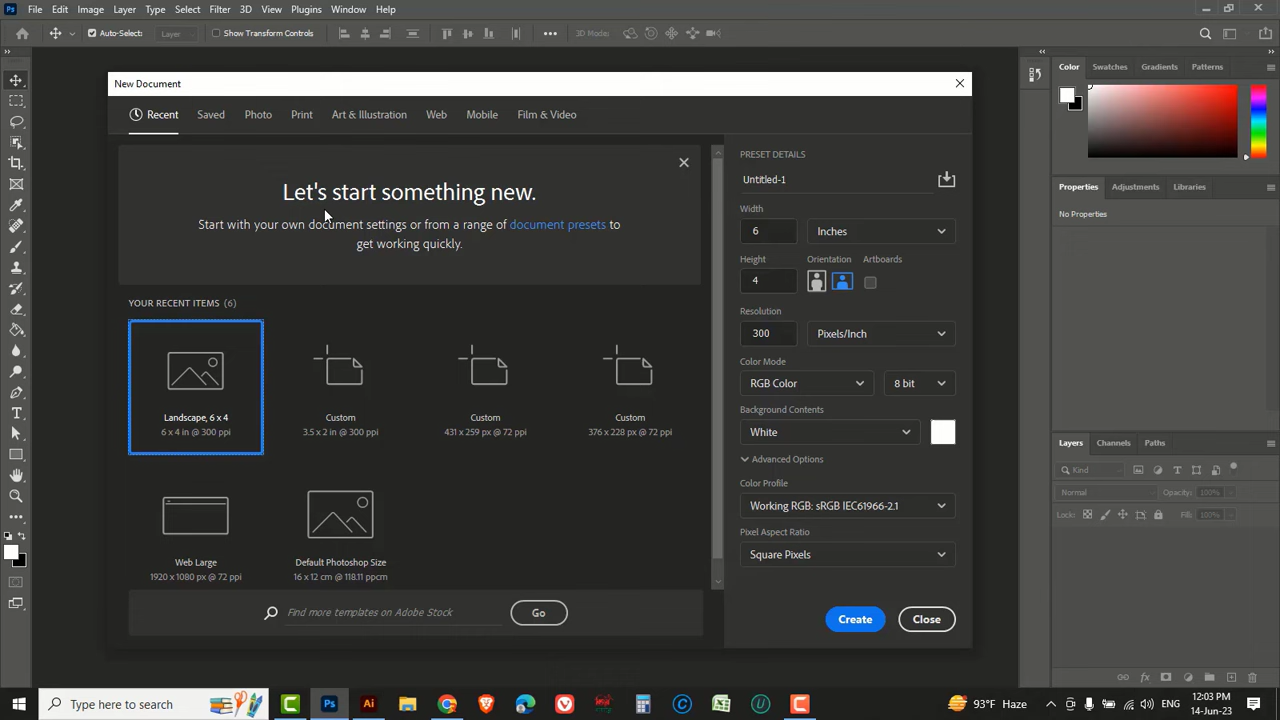 Ps File Edit Image Layer Type Select Filter 3D View Plugins Window Help
Auto-Select: Layer Show Transform Controls 3D Mode:
New Document
Recent Saved Photo Print Art & Illustration Web Mobile Film & Video
Let's start something new.
Start with your own document settings or from a range of document presets to
get working quickly.
YOUR RECENT ITEMS (6)
Landscape, 6 x 4
6 x 4 in @ 300 ppi
Custom
3.5 x 2 in @ 300 ppi
Custom
431 x 259 px @ 72 ppi
Custom
376 x 228 px @ 72 ppi
Web Large
1920 x 1080 px @ 72 ppi
Default Photoshop Size
16 x 12 cm @ 118.11 ppcm
Find more templates on Adobe Stock Go
PRESET DETAILS
Untitled-1
Width
6 Inches
Height Orientation Artboards
4
Resolution
300 Pixels/Inch
Color Mode
RGB Color 8 bit
Background Contents
White
Advanced Options
Color Profile
Working RGB: sRGB IEC61966-2.1
Pixel Aspect Ratio
Square Pixels
Create Close
Color Swatches Gradients Patterns
Properties Adjustments Libraries
No Properties
Layers Channels Paths
Kind
Normal Opacity: 100%
Lock: Fill: 100%
Type here to search Ps Ai 93°F Haze ENG
12:03 PM
14-Jun-23